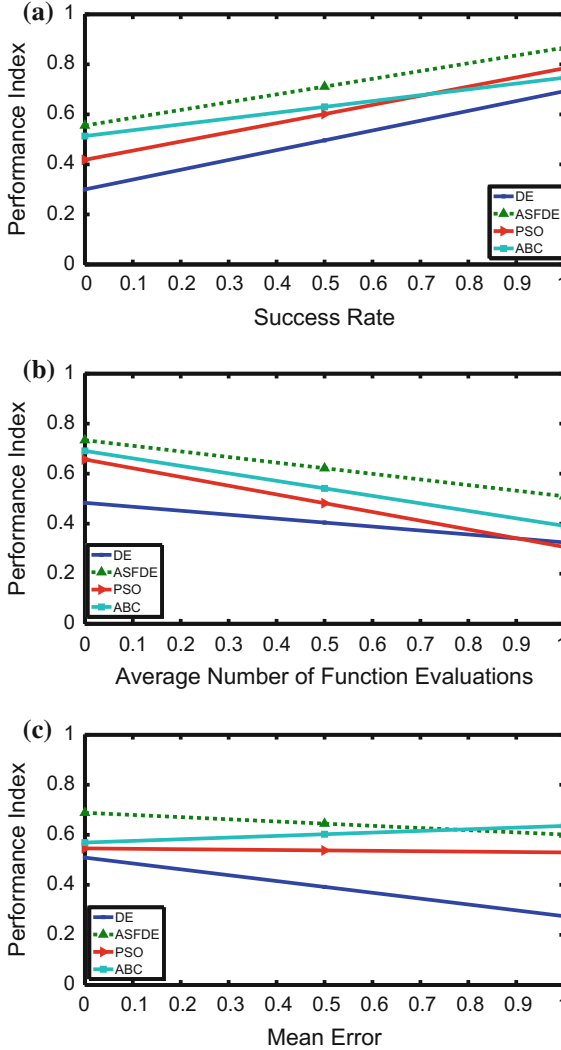 (a)
Performance Index
1
0.8
0.6
0.4
0.2
0
0 0.1 0.2 0.3 0.4 0.5 0.6 0.7 0.8 0.9 1
Success Rate
DE
ASFDE
PSO
ABC
(b)
Performance Index
1
0.8
0.6
0.4
0.2
0
0 0.1 0.2 0.3 0.4 0.5 0.6 0.7 0.8 0.9 1
Average Number of Function Evaluations
DE
ASFDE
PSO
ABC
(c)
Performance Index
1
0.8
0.6
0.4
0.2
0
0 0.1 0.2 0.3 0.4 0.5 0.6 0.7 0.8 0.9 1
Mean Error
DE
ASFDE
PSO
ABC